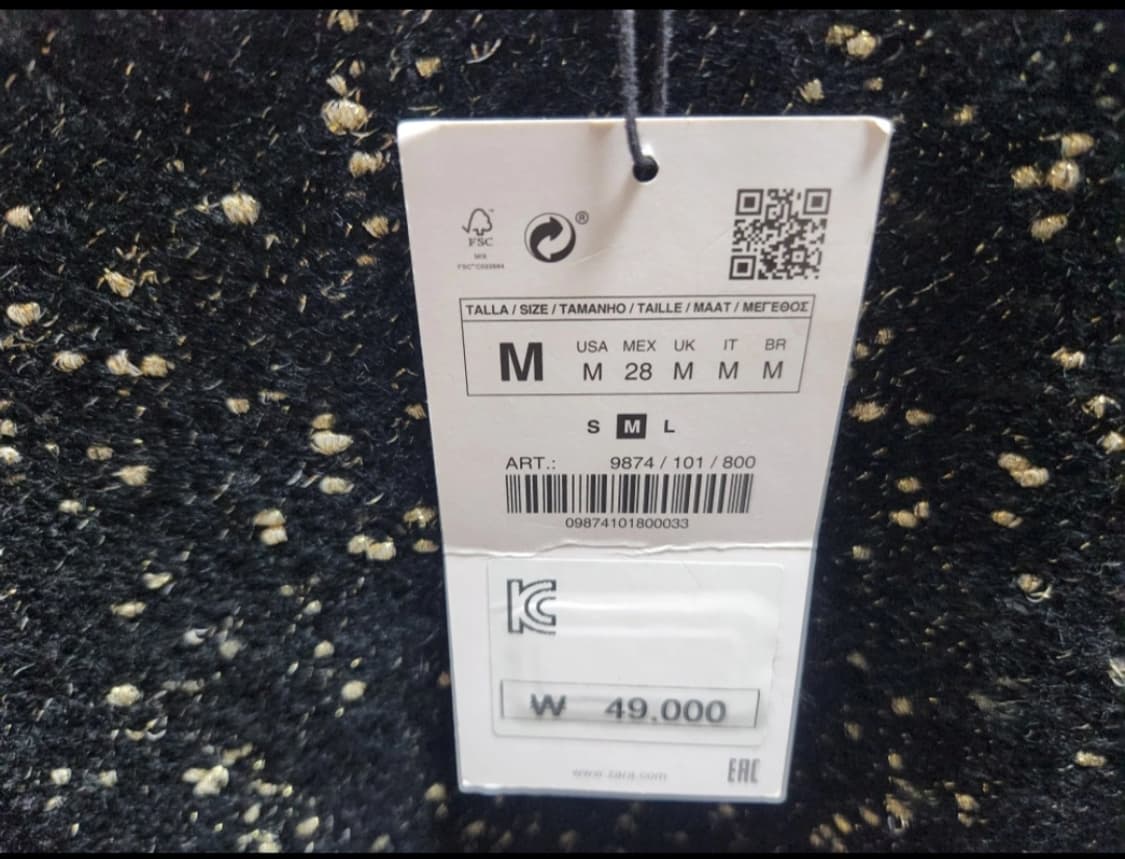 FSC
MIX
TALLA / SIZE / TAMANHO / TAILLE / MAAT / ΜΕΓΕΘΟΣ
M
USA MEX UK IT BR
M 28 M M M
S M L
ART.: 9874 / 101 / 800
09874101800033
KC
₩ 49,000
www.zara.com
EAC